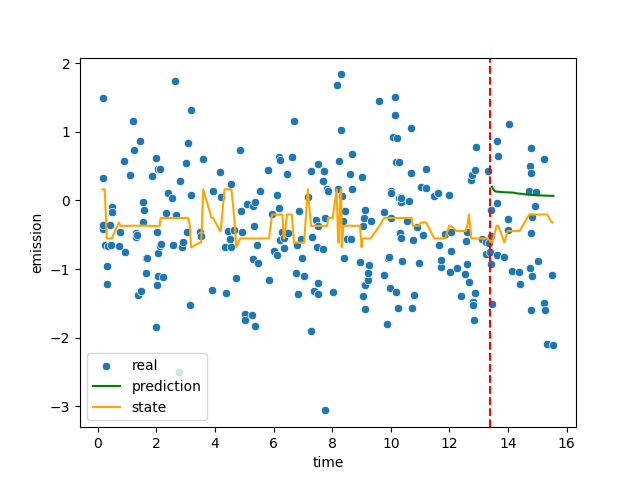 2
1
0
−1
−2
−3
emission
real
prediction
state
0 2 4 6 8 10 12 14 16
time